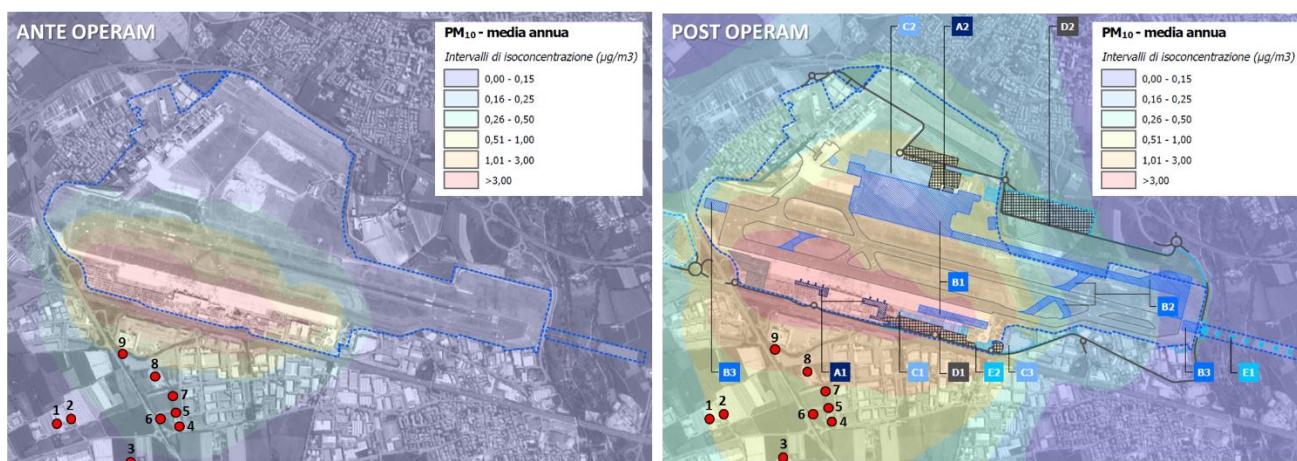 ANTE OPERAM
PM10 - media annua
Intervalli di isoconcentrazione (µg/m3)
0,00 - 0,15
0,16 - 0,25
0,26 - 0,50
0,51 - 1,00
1,01 - 3,00
>3,00
9
8
7
1 2
6 5
4
3
POST OPERAM
C2 A2 D2
PM10 - media annua
Intervalli di isoconcentrazione (µg/m3)
0,00 - 0,15
0,16 - 0,25
0,26 - 0,50
0,51 - 1,00
1,01 - 3,00
>3,00
B1
B2
9
8
B3 A1 C1 D1 E2 C3 B3 E1
7
1 2
6 5
4
3